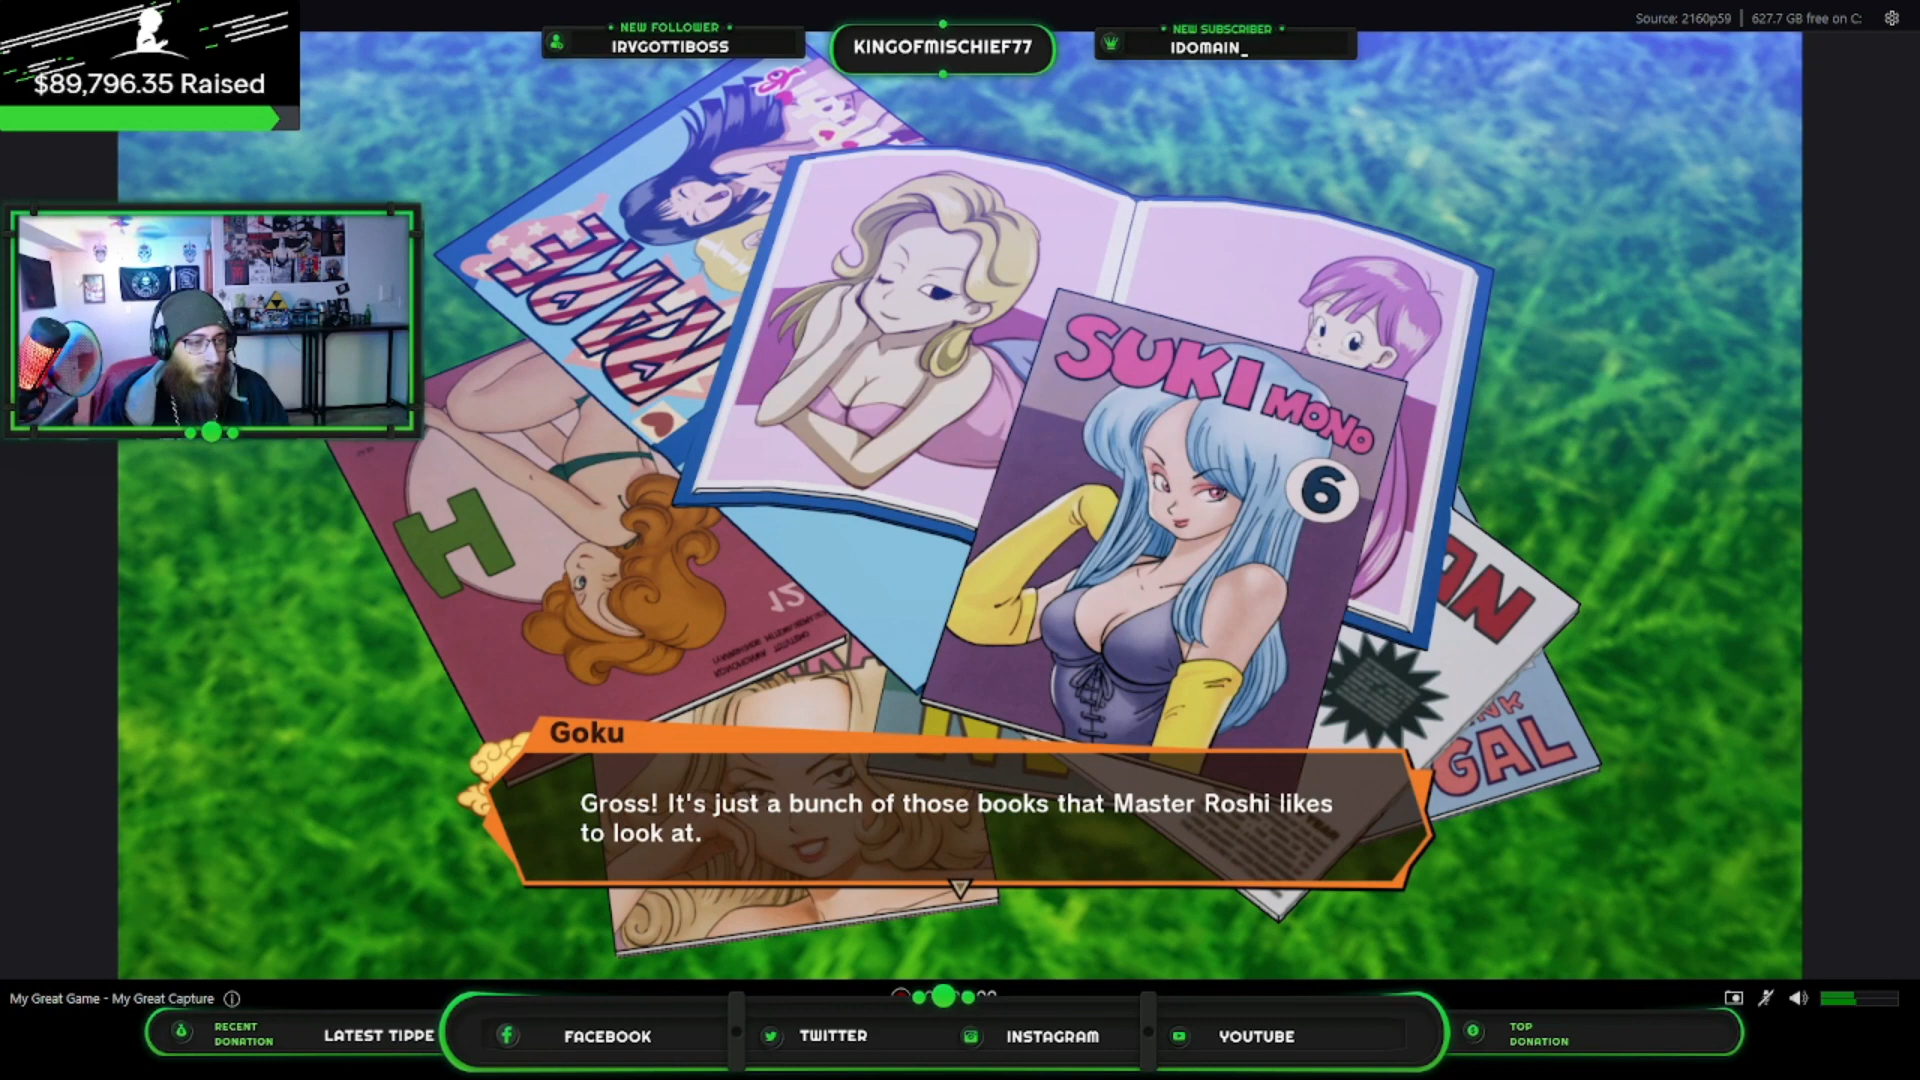 Source: 2160p59 | 627.7 GB free on C:
$89,796.35 Raised
NEW FOLLOWER
IRVGOTTIBOSS
KINGOFMISCHIEF77
NEW SUBSCRIBER
IDOMAIN_
SUKI MONO
6
H
12
GAL
Goku
Gross! It's just a bunch of those books that Master Roshi likes
to look at.
My Great Game - My Great Capture
RECENT
DONATION
LATEST TIPPE
FACEBOOK
TWITTER
INSTAGRAM
YOUTUBE
TOP
DONATION